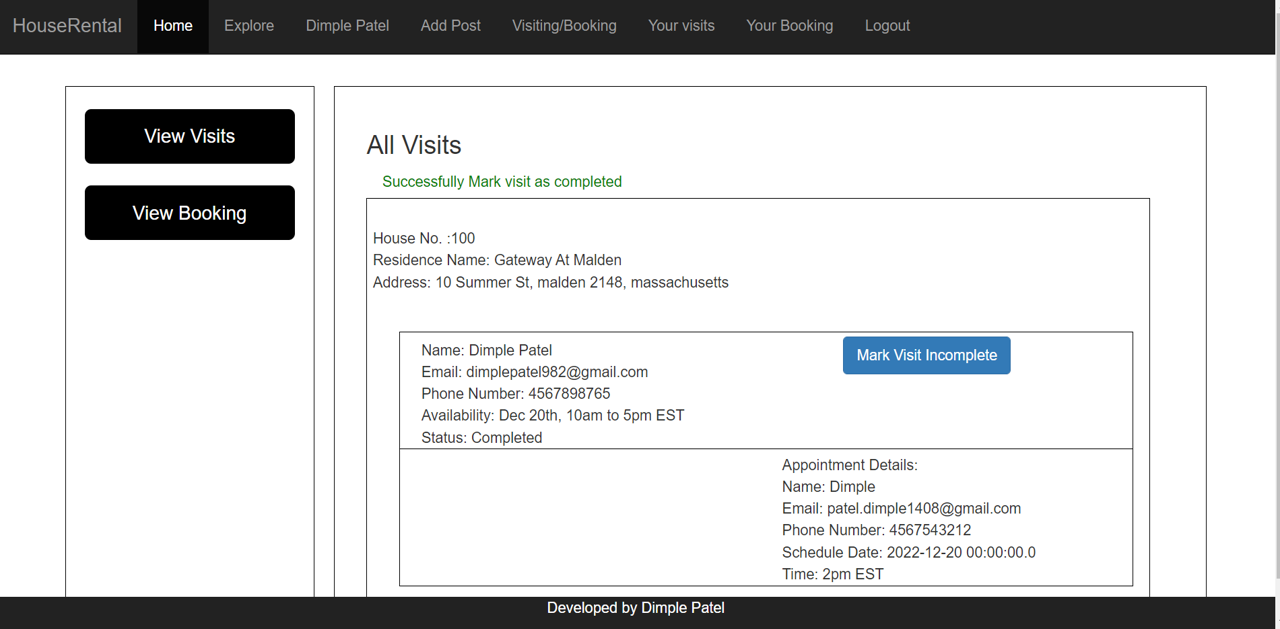 HouseRental Home Explore Dimple Patel Add Post Visiting/Booking Your visits Your Booking Logout
View Visits
View Booking
All Visits
Successfully Mark visit as completed
House No. :100
Residence Name: Gateway At Malden
Address: 10 Summer St, malden 2148, massachusetts
Name: Dimple Patel
Email: dimplepatel982@gmail.com
Phone Number: 4567898765
Availability: Dec 20th, 10am to 5pm EST
Status: Completed
Mark Visit Incomplete
Appointment Details:
Name: Dimple
Email: patel.dimple1408@gmail.com
Phone Number: 4567543212
Schedule Date: 2022-12-20 00:00:00.0
Time: 2pm EST
Developed by Dimple Patel